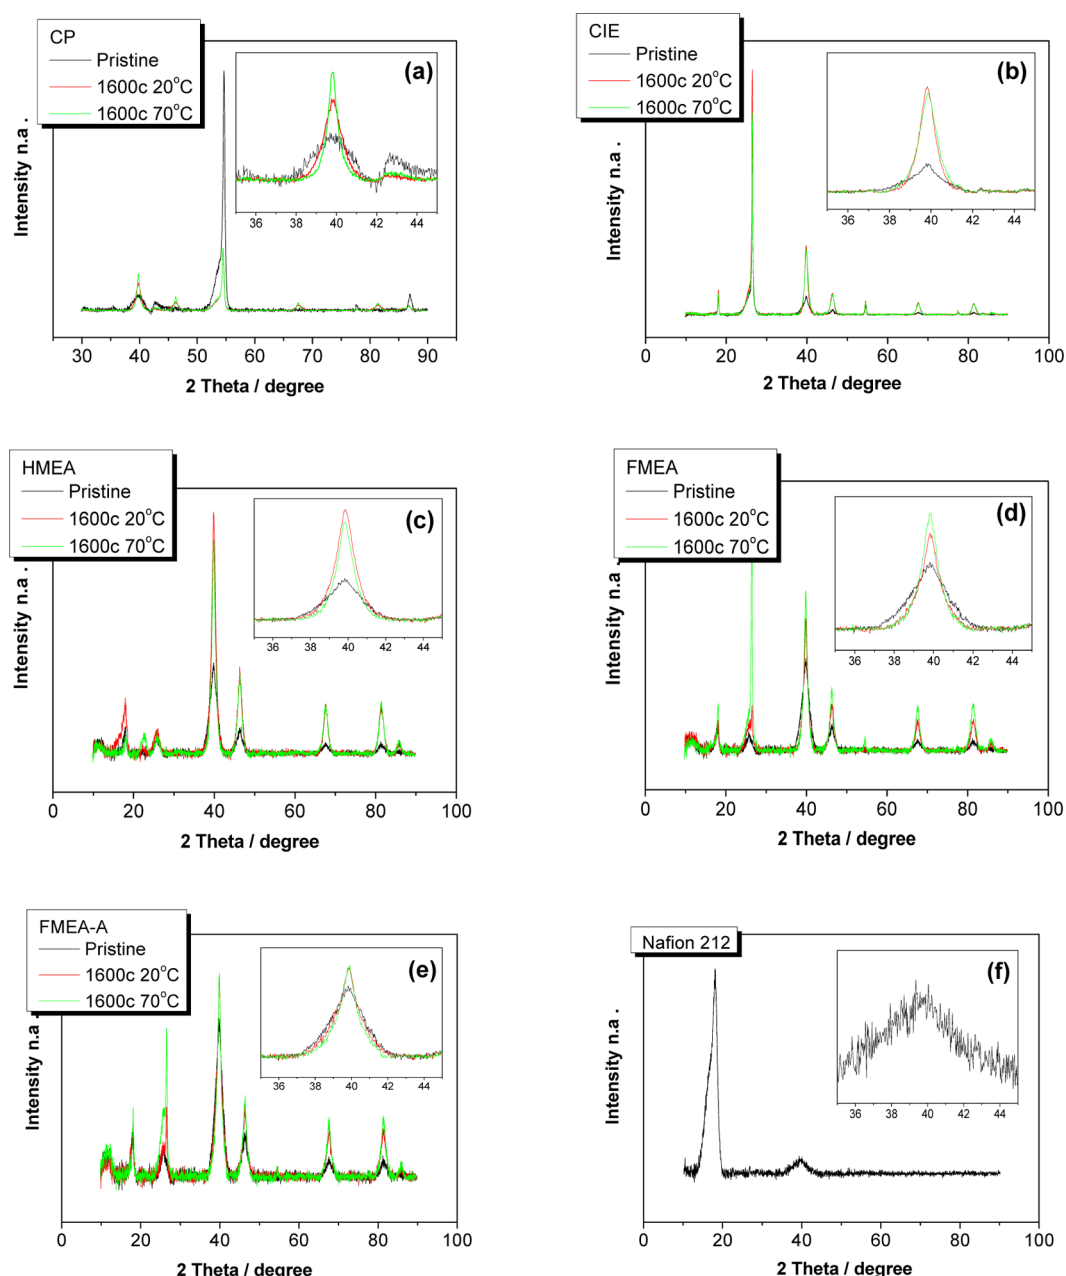 CP
Pristine
1600c 20°C
1600c 70°C
(a)
36 38 40 42 44
Intensity n.a .
30 40 50 60 70 80 90
2 Theta / degree
CIE
Pristine
1600c 20°C
1600c 70°C
(b)
36 38 40 42 44
Intensity n.a .
0 20 40 60 80 100
2 Theta / degree
HMEA
Pristine
1600c 20°C
1600c 70°C
(c)
36 38 40 42 44
Intensity n.a .
0 20 40 60 80 100
2 Theta / degree
FMEA
Pristine
1600c 20°C
1600c 70°C
(d)
36 38 40 42 44
Intensity n.a .
0 20 40 60 80 100
2 Theta / degree
FMEA-A
Pristine
1600c 20°C
1600c 70°C
(e)
36 38 40 42 44
Intensity n.a .
0 20 40 60 80 100
2 Theta / degree
Nafion 212
(f)
36 38 40 42 44
Intensity n.a .
0 20 40 60 80 100
2 Theta / degree